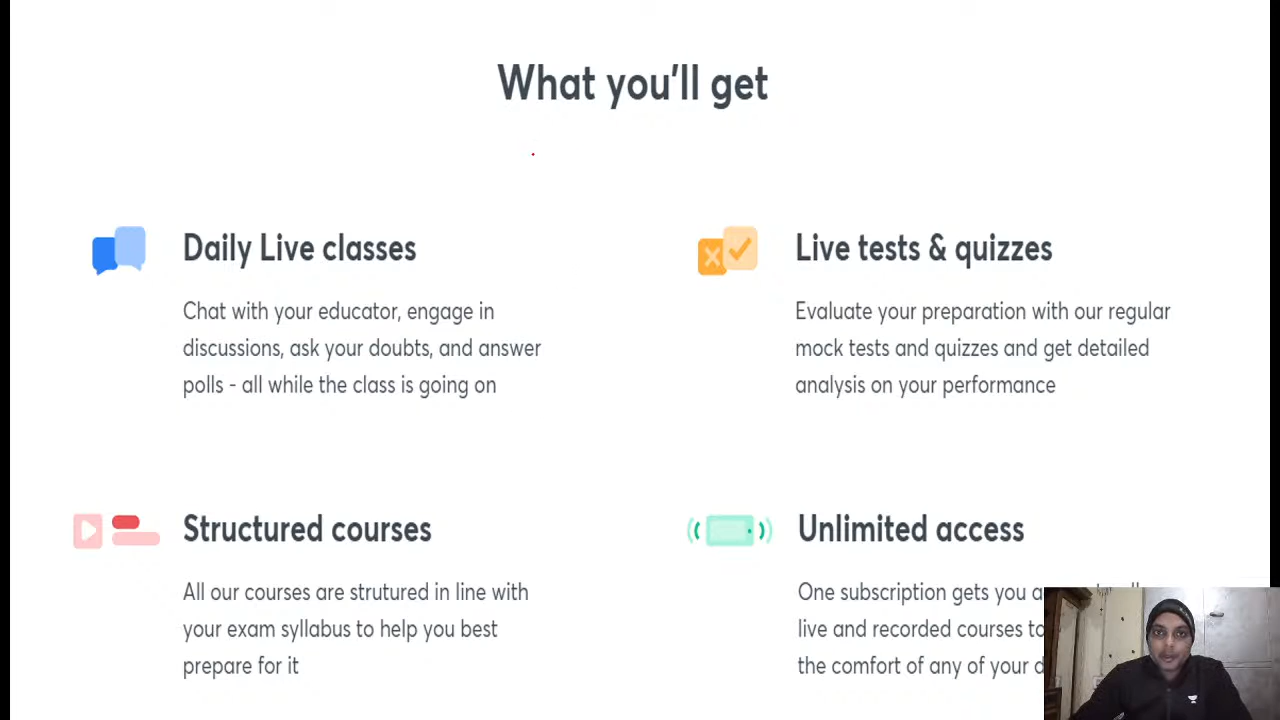 What you'll get
Daily Live classes
Chat with your educator, engage in
discussions, ask your doubts, and answer
polls - all while the class is going on
Live tests & quizzes
Evaluate your preparation with our regular
mock tests and quizzes and get detailed
analysis on your performance
Structured courses
All our courses are strutured in line with
your exam syllabus to help you best
prepare for it
Unlimited access
One subscription gets you
live and recorded courses
the comfort of any of your